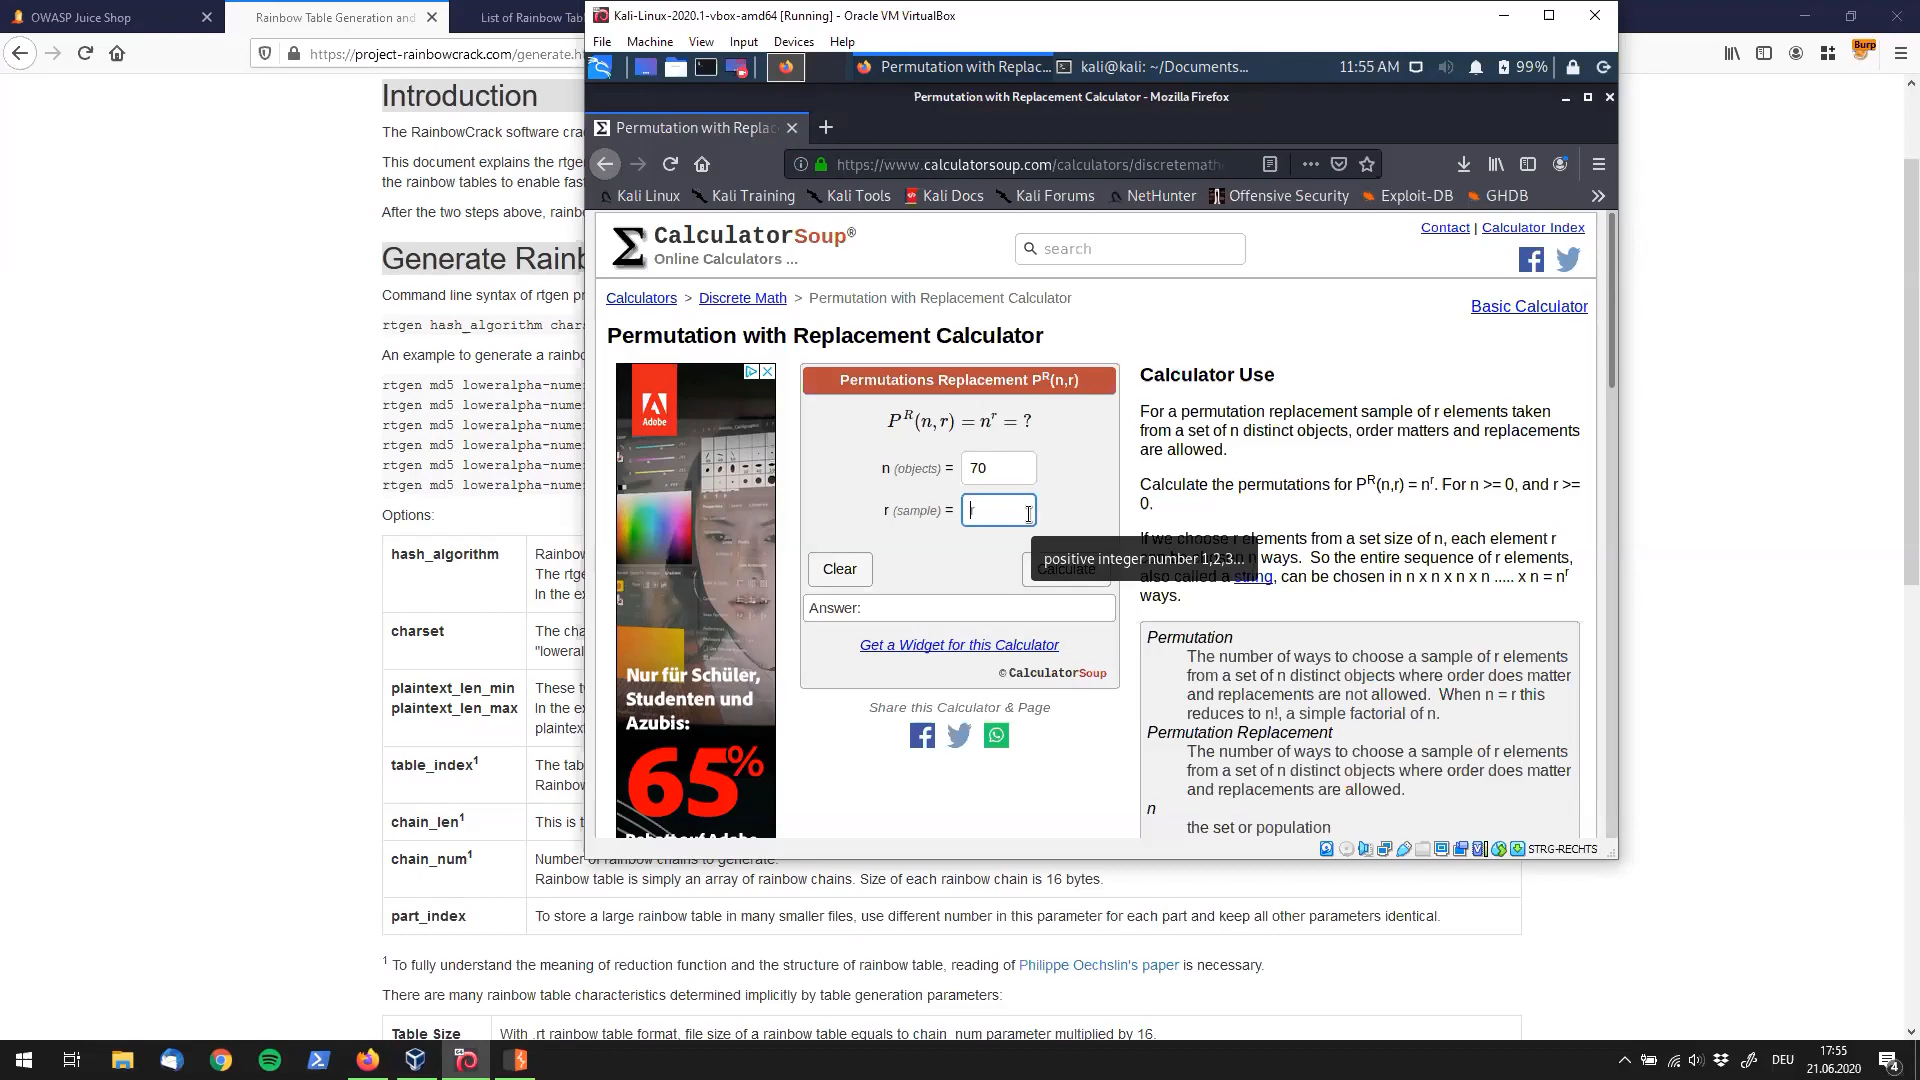 OWASP Juice Shop
Rainbow Table Generation and
List of Rainbow Tab
https://project-rainbowcrack.com/generate.h
Burp
Introduction
The RainbowCrack software cra
This document explains the rtger
the rainbow tables to enable fast
After the two steps above, rainb
Generate Rainb
Command line syntax of rtgen pr
rtgen hash_algorithm char
An example to generate a rainbo
rtgen md5 loweralpha-nume
rtgen md5 loweralpha-nume
rtgen md5 loweralpha-nume
rtgen md5 loweralpha-nume
rtgen md5 loweralpha-nume
rtgen md5 loweralpha-nume
Options:
hash_algorithm
Rainbow
The rtge
In the ex
charset
The cha
"loweral
plaintext_len_min
plaintext_len_max
These t
In the ex
plaintext
table_index1
The tab
Rainbow
chain_len1
This is t
chain_num1
Number of rainbow chains to generate.
Rainbow table is simply an array of rainbow chains. Size of each rainbow chain is 16 bytes.
part_index
To store a large rainbow table in many smaller files, use different number in this parameter for each part and keep all other parameters identical.
1 To fully understand the meaning of reduction function and the structure of rainbow table, reading of Philippe Oechslin's paper is necessary.
There are many rainbow table characteristics determined implicitly by table generation parameters:
Table Size
With .rt rainbow table format, file size of a rainbow table equals to chain_num parameter multiplied by 16.
Kali-Linux-2020.1-vbox-amd64 [Running] - Oracle VM VirtualBox
File Machine View Input Devices Help
Permutation with Replac...
kali@kali: ~/Documents...
11:55 AM
99%
Permutation with Replacement Calculator - Mozilla Firefox
Permutation with Replac
https://www.calculatorsoup.com/calculators/discretemath
Kali Linux Kali Training Kali Tools Kali Docs Kali Forums NetHunter Offensive Security Exploit-DB GHDB
CalculatorSoup®
Online Calculators ...
search
Contact | Calculator Index
Calculators > Discrete Math > Permutation with Replacement Calculator
Basic Calculator
Permutation with Replacement Calculator
Adobe
Nur für Schüler,
Studenten und
Azubis:
65%
Rabatt auf Adobe
Permutations Replacement PR(n,r)
PR(n, r) = nr = ?
n (objects) = 70
r (sample) = r
positive integer number 1,2,3...
Clear
Calculate
Answer:
Get a Widget for this Calculator
© CalculatorSoup
Share this Calculator & Page
Calculator Use
For a permutation replacement sample of r elements taken
from a set of n distinct objects, order matters and replacements
are allowed.
Calculate the permutations for PR(n,r) = nr. For n >= 0, and r >=
0.
If we choose r elements from a set size of n, each element r
can be chosen n ways. So the entire sequence of r elements,
also called a string, can be chosen in n x n x n x n ..... x n = nr
ways.
Permutation
The number of ways to choose a sample of r elements
from a set of n distinct objects where order does matter
and replacements are not allowed. When n = r this
reduces to n!, a simple factorial of n.
Permutation Replacement
The number of ways to choose a sample of r elements
from a set of n distinct objects where order does matter
and replacements are allowed.
n
the set or population
STRG-RECHTS
DEU
17:55
21.06.2020
4